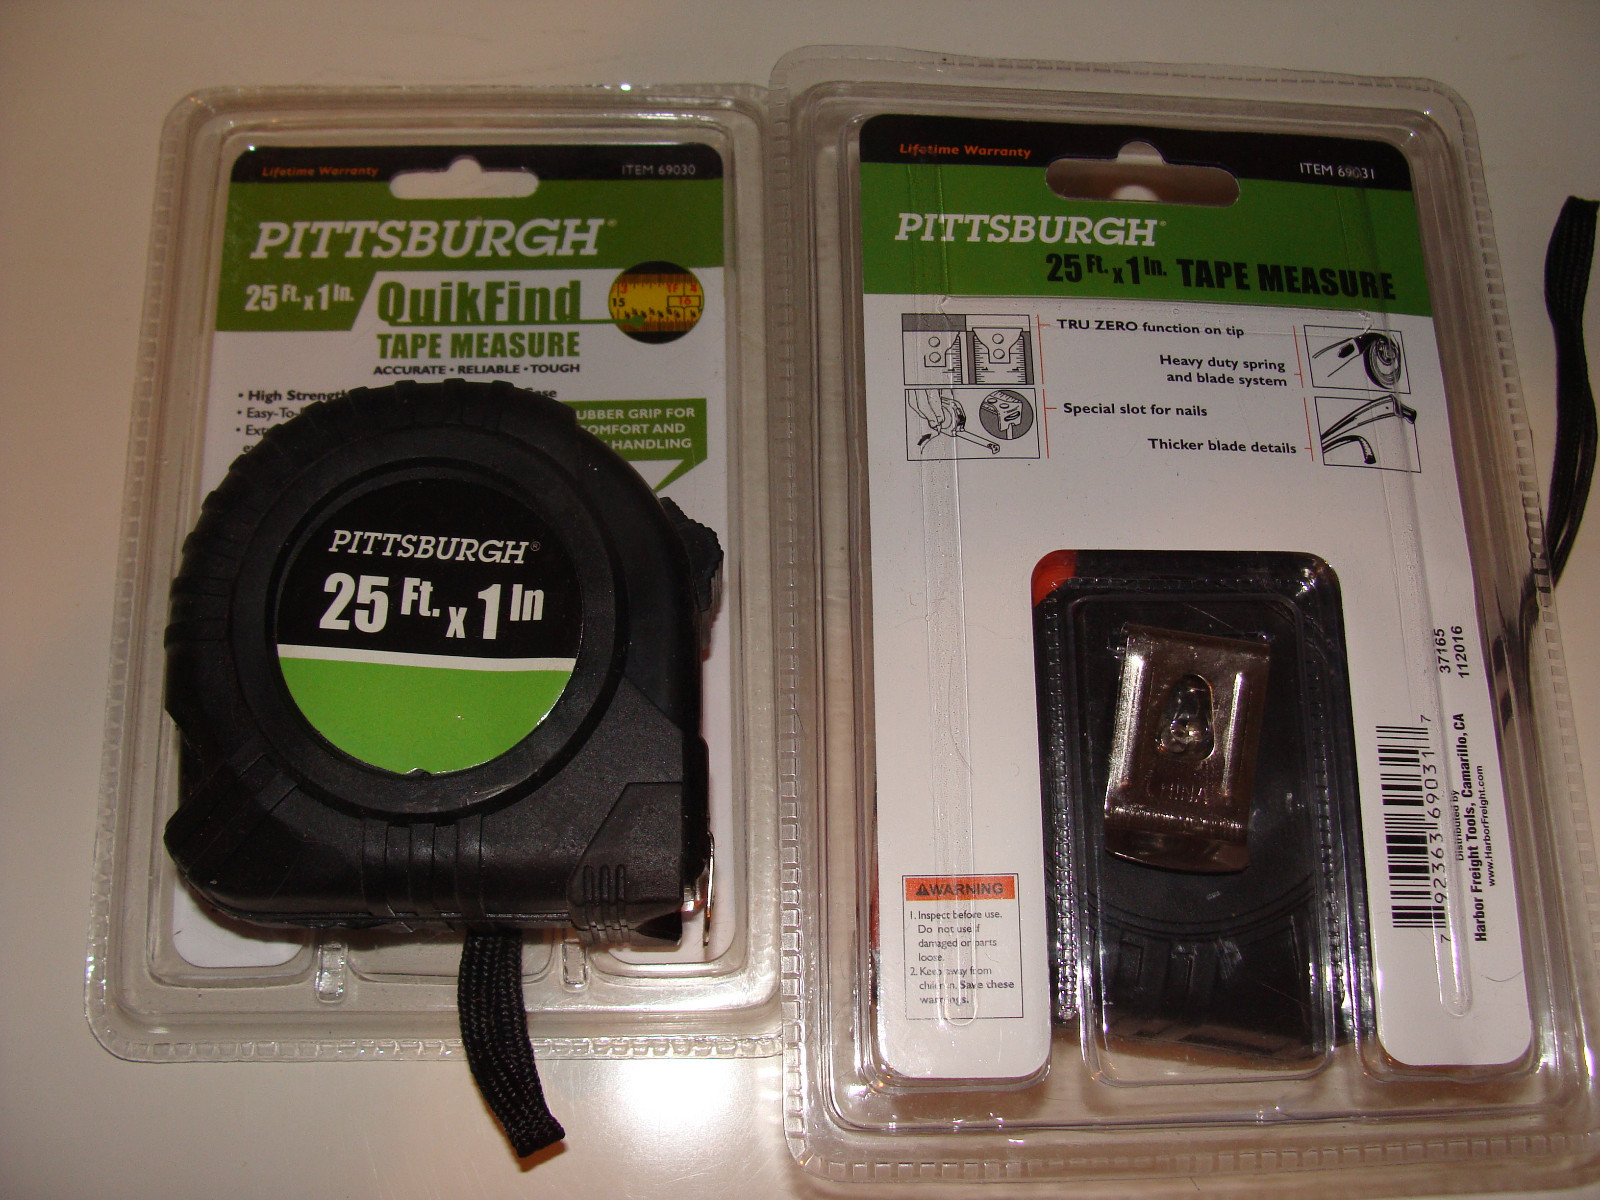 Lifetime Warranty
ITEM 69030
PITTSBURGH®
25 Ft. x 1 In.
QuikFind
TAPE MEASURE
ACCURATE • RELIABLE • TOUGH
• High Strength
• Easy-To-
• Ext
UBBER GRIP FOR
OMFORT AND
HANDLING
15
16
PITTSBURGH®
25 Ft. x 1 In
Lifetime Warranty
ITEM 69031
PITTSBURGH®
25 Ft. x 1 In. TAPE MEASURE
TRU ZERO function on tip
Heavy duty spring
and blade system
Special slot for nails
Thicker blade details
CHINA
WARNING
1. Inspect before use.
Do not use if
damaged or parts
loose.
2. Keep away from
children. Save these
warnings.
37165
112016
7 92363 69031 7
Distributed by
Harbor Freight Tools, Camarillo, CA
www.HarborFreight.com